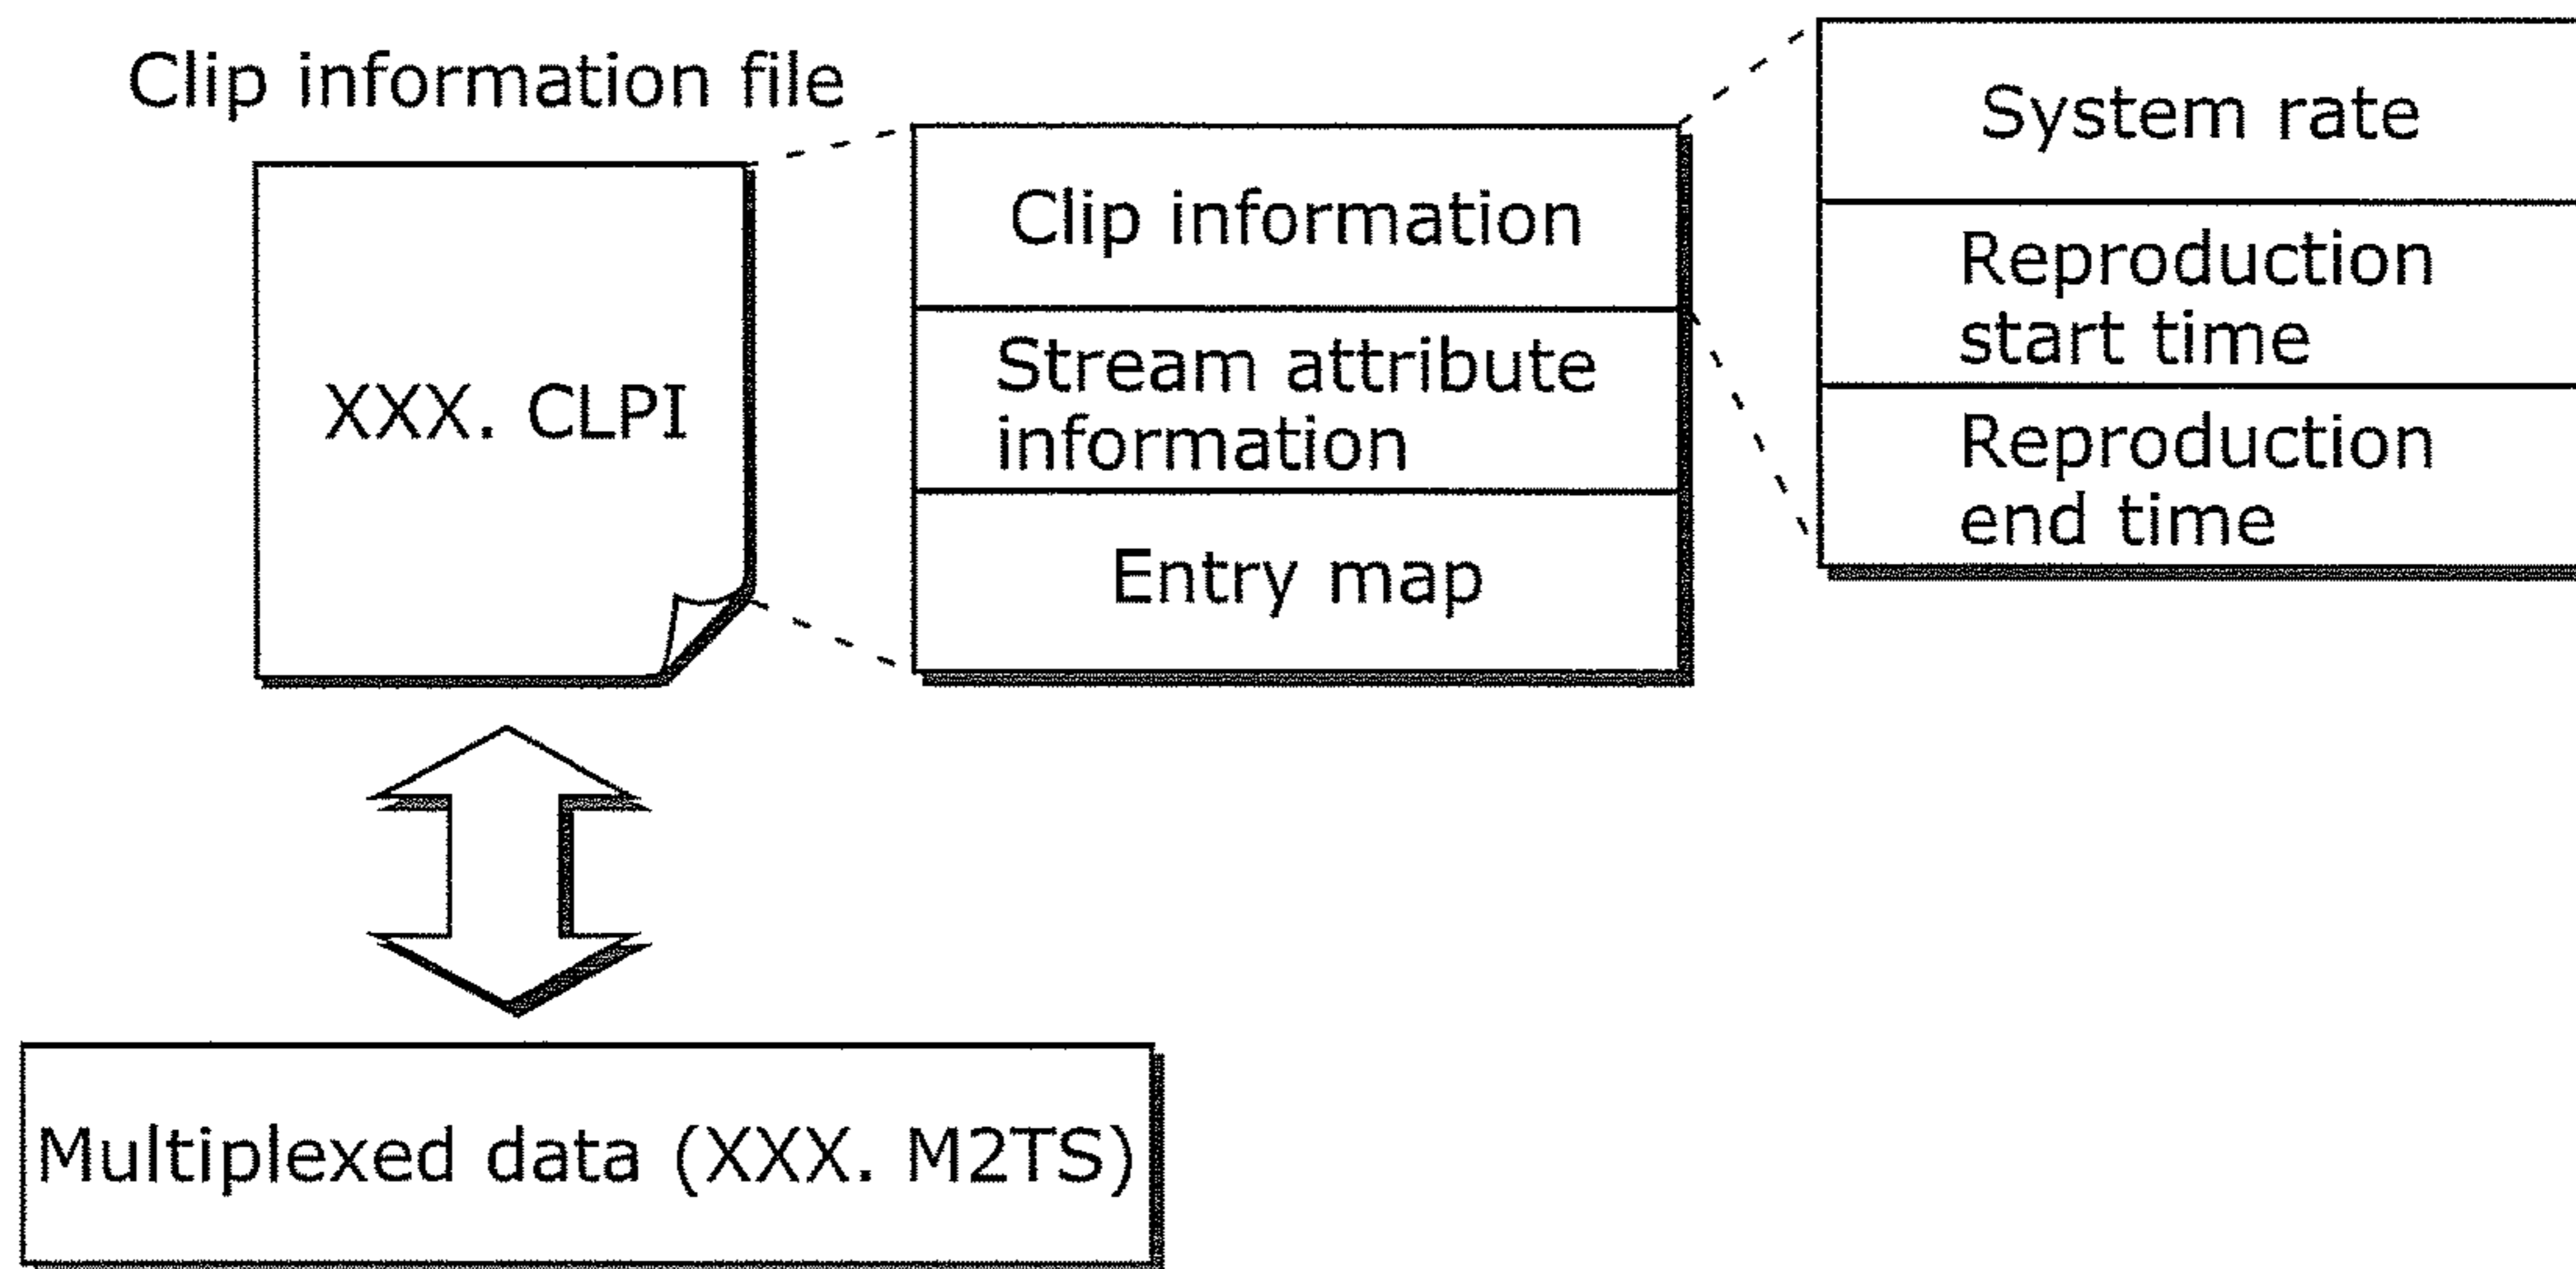 Clip information file
XXX. CLPI
Clip information
Stream attribute
information
Entry map
System rate
Reproduction
start time
Reproduction
end time
Multiplexed data (XXX. M2TS)